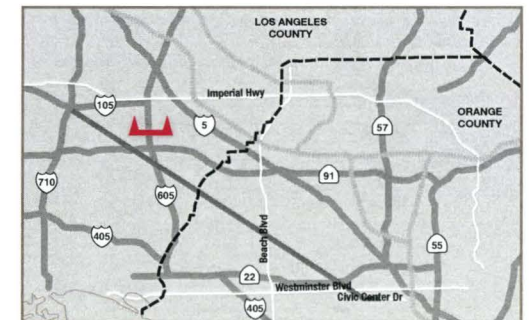 LOS ANGELES
COUNTY
Imperial Hwy
105
5
57
ORANGE
COUNTY
710
605
91
405
Beach Blvd
55
22
Westminster Blvd
Civic Center Dr
405